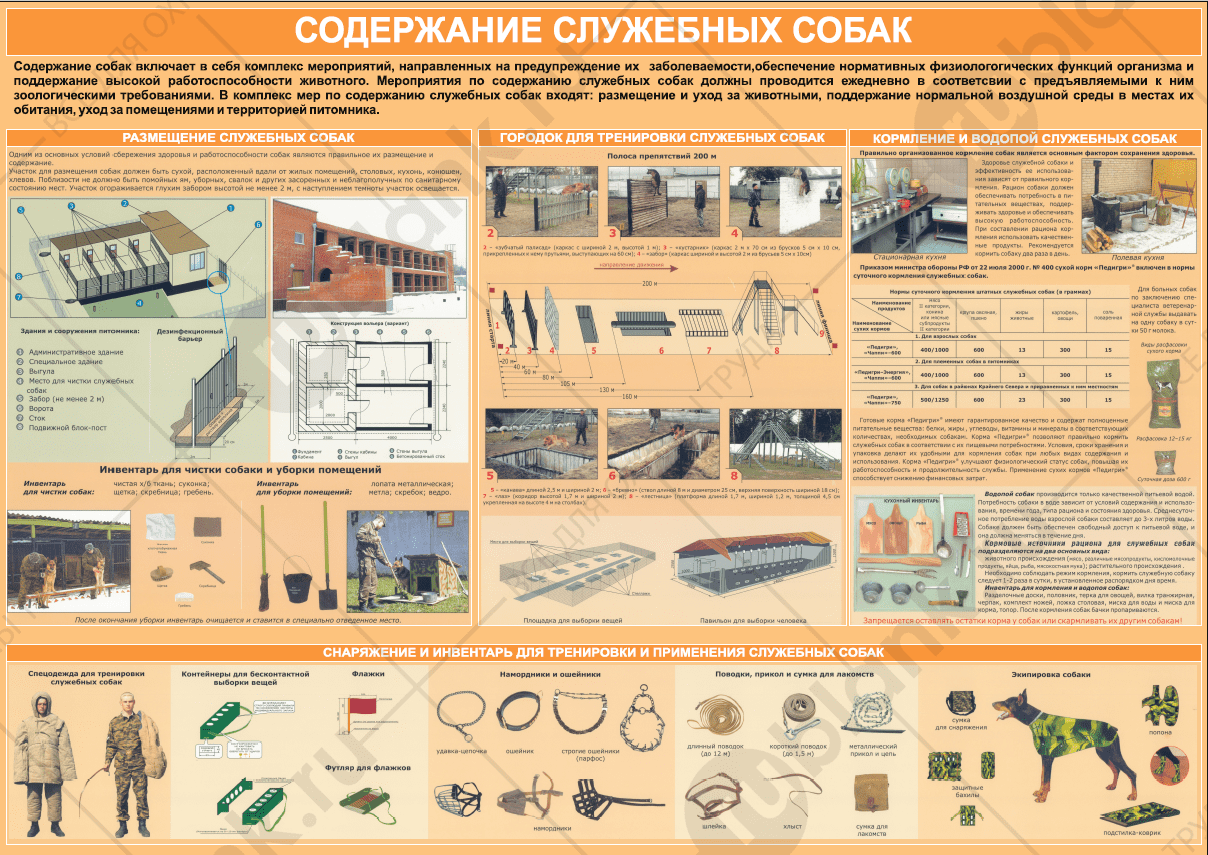 СОДЕРЖАНИЕ СЛУЖЕБНЫХ СОБАК
Содержание собак включает в себя комплекс мероприятий, направленных на предупреждение их заболеваемости,обеспечение нормативных физиологических функций организма и
поддержание высокой работоспособности животного. Мероприятия по содержанию служебных собак должны проводится ежедневно в соответсвии с предъявляемыми к ним
зоологическими требованиями. В комплекс мер по содержанию служебных собак входят: размещение и уход за животными, поддержание нормальной воздушной среды в местах их
обитания, уход за помещениями и территорией питомника.
РАЗМЕЩЕНИЕ СЛУЖЕБНЫХ СОБАК
Одним из основных условий сбережения здоровья и работоспособности собак являются правильное их размещение и
содержание.
Участок для размещения собак должен быть сухой, расположенный вдали от жилых помещений, столовых, кухонь, конюшен,
хлевов. Поблизости не должно быть помойных ям, уборных, свалок и других засоренных и неблагополучных по санитарному
состоянию мест. Участок огораживается глухим забором высотой не менее 2 м, с наступлением темноты участок освещается.
5 3 2 1 6 8 7 4
Здания и сооружения питомника:
1 Административное здание
2 Специальное здание
3 Выгула
4 Место для чистки служебных
собак
5 Забор (не менее 2 м)
6 Ворота
7 Сток
8 Подвижной блок-пост
Дезинфекционный
барьер
Конструкция вольера (вариант)
Фундамент
Кабина
Стены кабины
Выгул
Стены выгула
Бетонированный сток
Инвентарь для чистки собаки и уборки помещений
Инвентарь
для чистки собак:
чистая х/б ткань; суконка;
щетка; скребница; гребень.
Инвентарь
для уборки помещений:
лопата металлическая;
метла; скребок; ведро.
После окончания уборки инвентарь очищается и ставится в специально отведенное место.
ГОРОДОК ДЛЯ ТРЕНИРОВКИ СЛУЖЕБНЫХ СОБАК
Полоса препятствий 200 м
2 3 4
2 – «зубчатый палисад» (каркас с шириной 2 м, высотой 1 м); 3 – «кустарник» (каркас 2 м х 70 см из брусков 5 см х 10 см,
прикрепленных к чему прутьями, выступающих на 60 см); 4 – «забор» (каркас шириной и высотой 2 м из брусьев 5 см х 10см)
направление движения
200 м
линия старта
линия финиша
1 2 3 4 5 6 7 8 9
20 м
40 м
60 м
80 м
105 м
130 м
160 м
5 6 7 8
5 – «канава» длиной 2,5 м и шириной 2 м; 6 – «бревно» (ствол длиной 8 м и диаметром 25 см, верхняя поверхность шириной 18 см);
7 – «лаз» (коридор высотой 1,7 м и шириной 2 м); 8 – «лестница» (платформа длиной 1,7 м, шириной 1,2 м, толщиной 4,5 см
укрепленная на высоте 4 м на столбах).
Место для выборки вещей
Площадка для выборки вещей
Павильон для выборки человека
КОРМЛЕНИЕ И ВОДОПОЙ СЛУЖЕБНЫХ СОБАК
Правильно организованное кормление собак является основным фактором сохранения здоровья.
Здоровье служебной собаки и
эффективность ее использова-
ния зависят от правильного кор-
мления. Рацион собаки должен
обеспечивать потребность в пи-
тательных веществах, поддер-
живать здоровье и обеспечивать
высокую работоспособность.
При составлении рациона кор-
мления использовать качествен-
ные продукты. Рекомендуется
кормить собаку два раза в день.
Стационарная кухня
Полевая кухня
Приказом министра обороны РФ от 22 июля 2000 г. № 400 сухой корм «Педигри»® включен в нормы
суточного кормления служебных собак.
Нормы суточного кормления штатных служебных собак (в граммах)
Наименование
продуктов
Наименование
сухих кормов
мясо
II категории,
конина
или мясные
субпродукты
II категории
крупа овсяная,
пшено
жиры
животные
картофель,
овощи
соль
поваренная
1. Для взрослых собак
«Педигри»,
«Чаппи»–600
400/1000 600 13 300 15
2. Для племенных собак в питомниках
«Педигри-Энергия»,
«Чаппи»–600
400/1000 600 13 300 15
3. Для собак в районах Крайнего Севера и приравненных к ним местностям
«Педигри»,
«Чаппи»–750
500/1250 600 23 300 15
Для больных собак
по заключению спе-
циалиста ветеринар-
ной службы выдавать
на одну собаку в сут-
ки 50 г молока.
Виды расфасовки
сухого корма
Расфасовка 12–15 кг
Суточная доза 600 г
Готовые корма «Педигри»® имеют гарантированное качество и содержат полноценные
питательные вещества: белки, жиры, углеводы, витамины и минералы в соответствующих
количествах, необходимых собакам. Корма «Педигри»® позволяют правильно кормить
служебных собак в соответствии с их пищевыми потребностями. Условия, сроки хранения и
упаковка делают их удобными для кормления собак при любых видах содержания и
использования. Корма «Педигри»® улучшают физиологический статус собак, повышая их
работоспособность и продолжительность службы. Применение сухих кормов «Педигри»®
способствует снижению финансовых затрат.
КУХОННЫЙ ИНВЕНТАРЬ
Водопой собак производится только качественной питьевой водой.
Потребность собаки в воде зависит от условий содержания и использо-
вания, времени года, типа рациона и состояния здоровья. Среднесуточ-
ное потребление воды взрослой собаки составляет до 3-х литров воды.
Собаке должен быть обеспечен свободный доступ к питьевой воде, и
она должна меняться в течение дня.
Кормовые источники рациона для служебных собак
подразделяются на два основных вида:
животного происхождения (мясо, различные мясопродукты, кисломолочные
продукты, яйца, рыба, мясокостная мука); растительного происхождения.
Необходимо соблюдать режим кормления, кормить служебную собаку
следует 1–2 раза в сутки, в установленное распорядком дня время.
Инвентарь для кормления и водопоя собак:
Разделочные доски, половник, терка для овощей, вилка транжирная,
черпак, комплект ножей, ложка столовая, миска для воды и миска для
корма, топор. После кормления собак бачки пропариваются.
Запрещается оставлять остатки корма у собак или скармливать их другим собакам!
СНАРЯЖЕНИЕ И ИНВЕНТАРЬ ДЛЯ ТРЕНИРОВКИ И ПРИМЕНЕНИЯ СЛУЖЕБНЫХ СОБАК
Спецодежда для тренировки
служебных собак
Контейнеры для бесконтактной
выборки вещей
Флажки
Футляр для флажков
Намордники и ошейники
удавка-цепочка
ошейник
строгие ошейники
(парфос)
намордники
Поводки, прикол и сумка для лакомств
длинный поводок
(до 12 м)
короткий поводок
(до 1,5 м)
металлический
прикол и цепь
шлейка
хлыст
сумка для
лакомств
Экипировка собаки
сумка
для снаряжения
попона
защитные
бахилы
подстилка-коврик